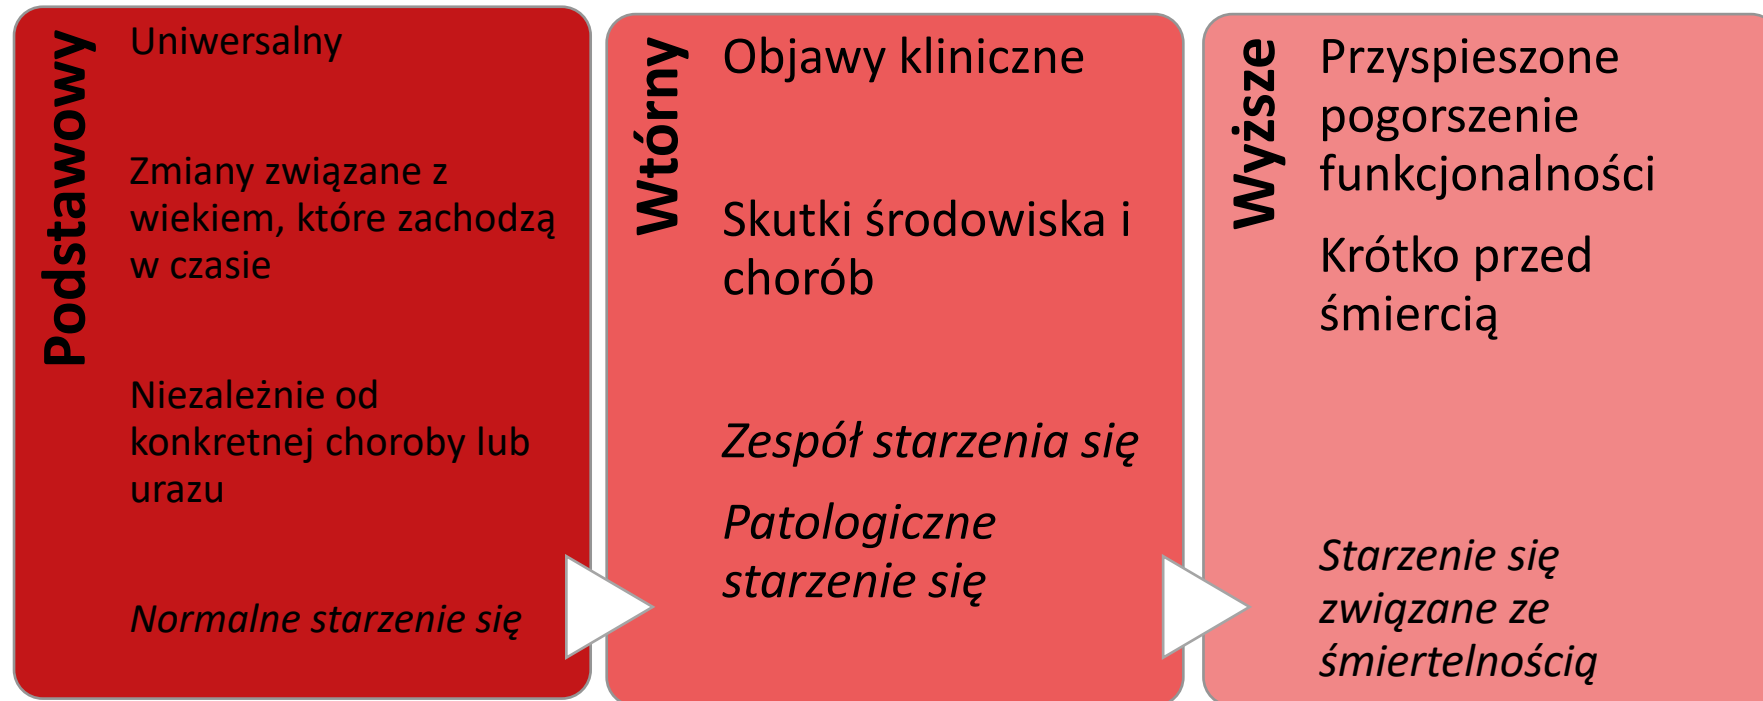 Podstawowy
Uniwersalny
Zmiany związane z
wiekiem, które zachodzą
w czasie
Niezależnie od
konkretnej choroby lub
urazu
Normalne starzenie się
Wtórny
Objawy kliniczne
Skutki środowiska i
chorób
Zespół starzenia się
Patologiczne
starzenie się
Wyższe
Przyspieszone
pogorszenie
funkcjonalności
Krótko przed
śmiercią
Starzenie się
związane ze
śmiertelnością